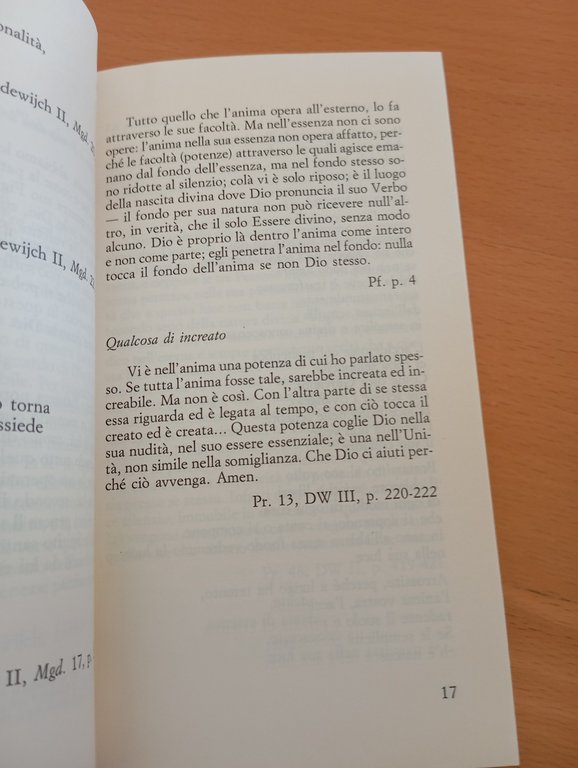 onalità,
dewijch II, Mgd.
dewijch II, Mgd.
o torna
ssiede
II, Mgd. 17, p
Tutto quello che l'anima opera all'esterno, lo fa
attraverso le sue facoltà. Ma nell'essenza non ci sono
opere: l'anima nella sua essenza non opera affatto, per-
ché le facoltà (potenze) attraverso le quali agisce ema-
nano dal fondo dell'essenza, ma nel fondo stesso so-
no ridotte al silenzio; colà vi è solo riposo; è il luogo
della nascita divina dove Dio pronuncia il suo Verbo
— il fondo per sua natura non può ricevere null'al-
tro, in verità, che il solo Essere divino, senza modo
alcuno. Dio è proprio là dentro l'anima come intero
e non come parte; egli penetra l'anima nel fondo: nulla
tocca il fondo dell'anima se non Dio stesso.
Pf. p. 4
Qualcosa di increato
Vi è nell'anima una potenza di cui ho parlato spes-
so. Se tutta l'anima fosse tale, sarebbe increata ed in-
creabile. Ma non è così. Con l'altra parte di se stessa
essa riguarda ed è legata al tempo, e con ciò tocca il
creato ed è creata... Questa potenza coglie Dio nella
sua nudità, nel suo essere essenziale; è una nell'Uni-
tà, non simile nella somiglianza. Che Dio ci aiuti per-
ché ciò avvenga. Amen.
Pr. 13, DW III, p. 220-222
17